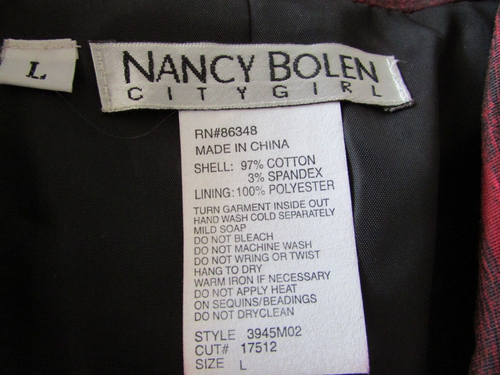 L
NANCY BOLEN
CITY GIRL
RN#86348
MADE IN CHINA
SHELL: 97% COTTON
3% SPANDEX
LINING:100% POLYESTER
TURN GARMENT INSIDE OUT
HAND WASH COLD SEPARATELY
MILD SOAP
DO NOT BLEACH
DO NOT MACHINE WASH
DO NOT WRING OR TWIST
HANG TO DRY
WARM IRON IF NECESSARY
DO NOT APPLY HEAT
ON SEQUINS/BEADINGS
DO NOT DRYCLEAN
STYLE 3945M02
CUT# 17512
SIZE L